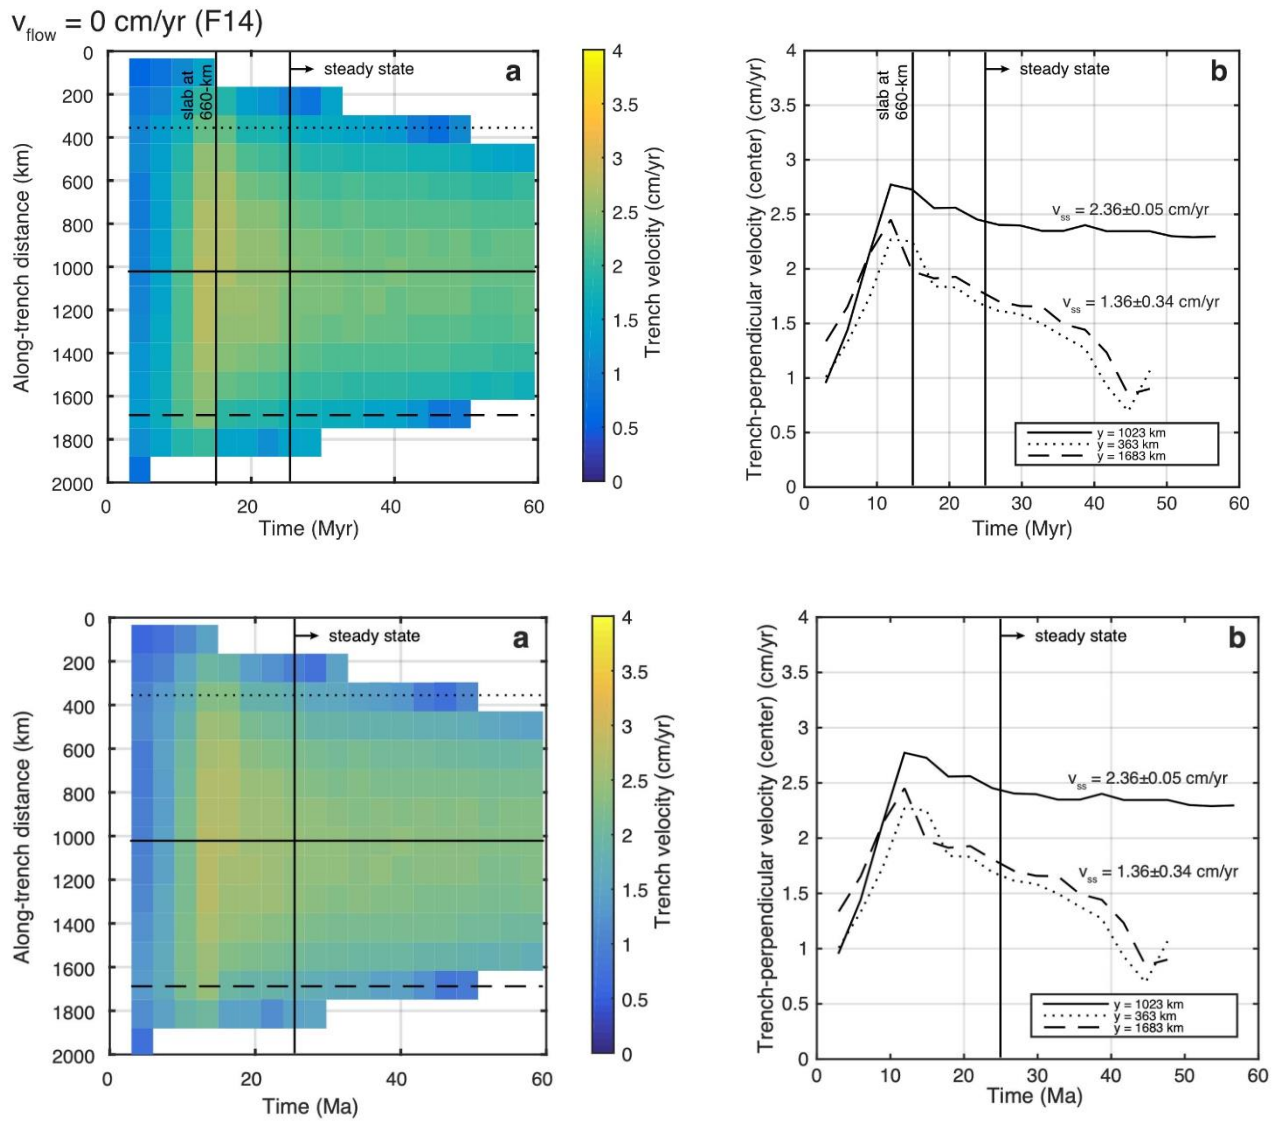 v_flow = 0 cm/yr (F14)
0
200
400
600
800
1000
1200
1400
1600
1800
2000
Along-trench distance (km)
slab at
660-km
steady state
a
0
20
40
60
Time (Myr)
4
3.5
3
2.5
2
1.5
1
0.5
0
Trench velocity (cm/yr)
4
3.5
3
2.5
2
1.5
1
0.5
0
Trench-perpendicular velocity (center) (cm/yr)
slab at
660-km
steady state
b
v_ss = 2.36±0.05 cm/yr
v_ss = 1.36±0.34 cm/yr
y = 1023 km
y = 363 km
y = 1683 km
0
10
20
30
40
50
60
Time (Myr)
0
200
400
600
800
1000
1200
1400
1600
1800
2000
Along-trench distance (km)
steady state
a
0
20
40
60
Time (Ma)
4
3.5
3
2.5
2
1.5
1
0.5
0
Trench velocity (cm/yr)
4
3.5
3
2.5
2
1.5
1
0.5
0
Trench-perpendicular velocity (center) (cm/yr)
steady state
b
v_ss = 2.36±0.05 cm/yr
v_ss = 1.36±0.34 cm/yr
y = 1023 km
y = 363 km
y = 1683 km
0
10
20
30
40
50
60
Time (Ma)